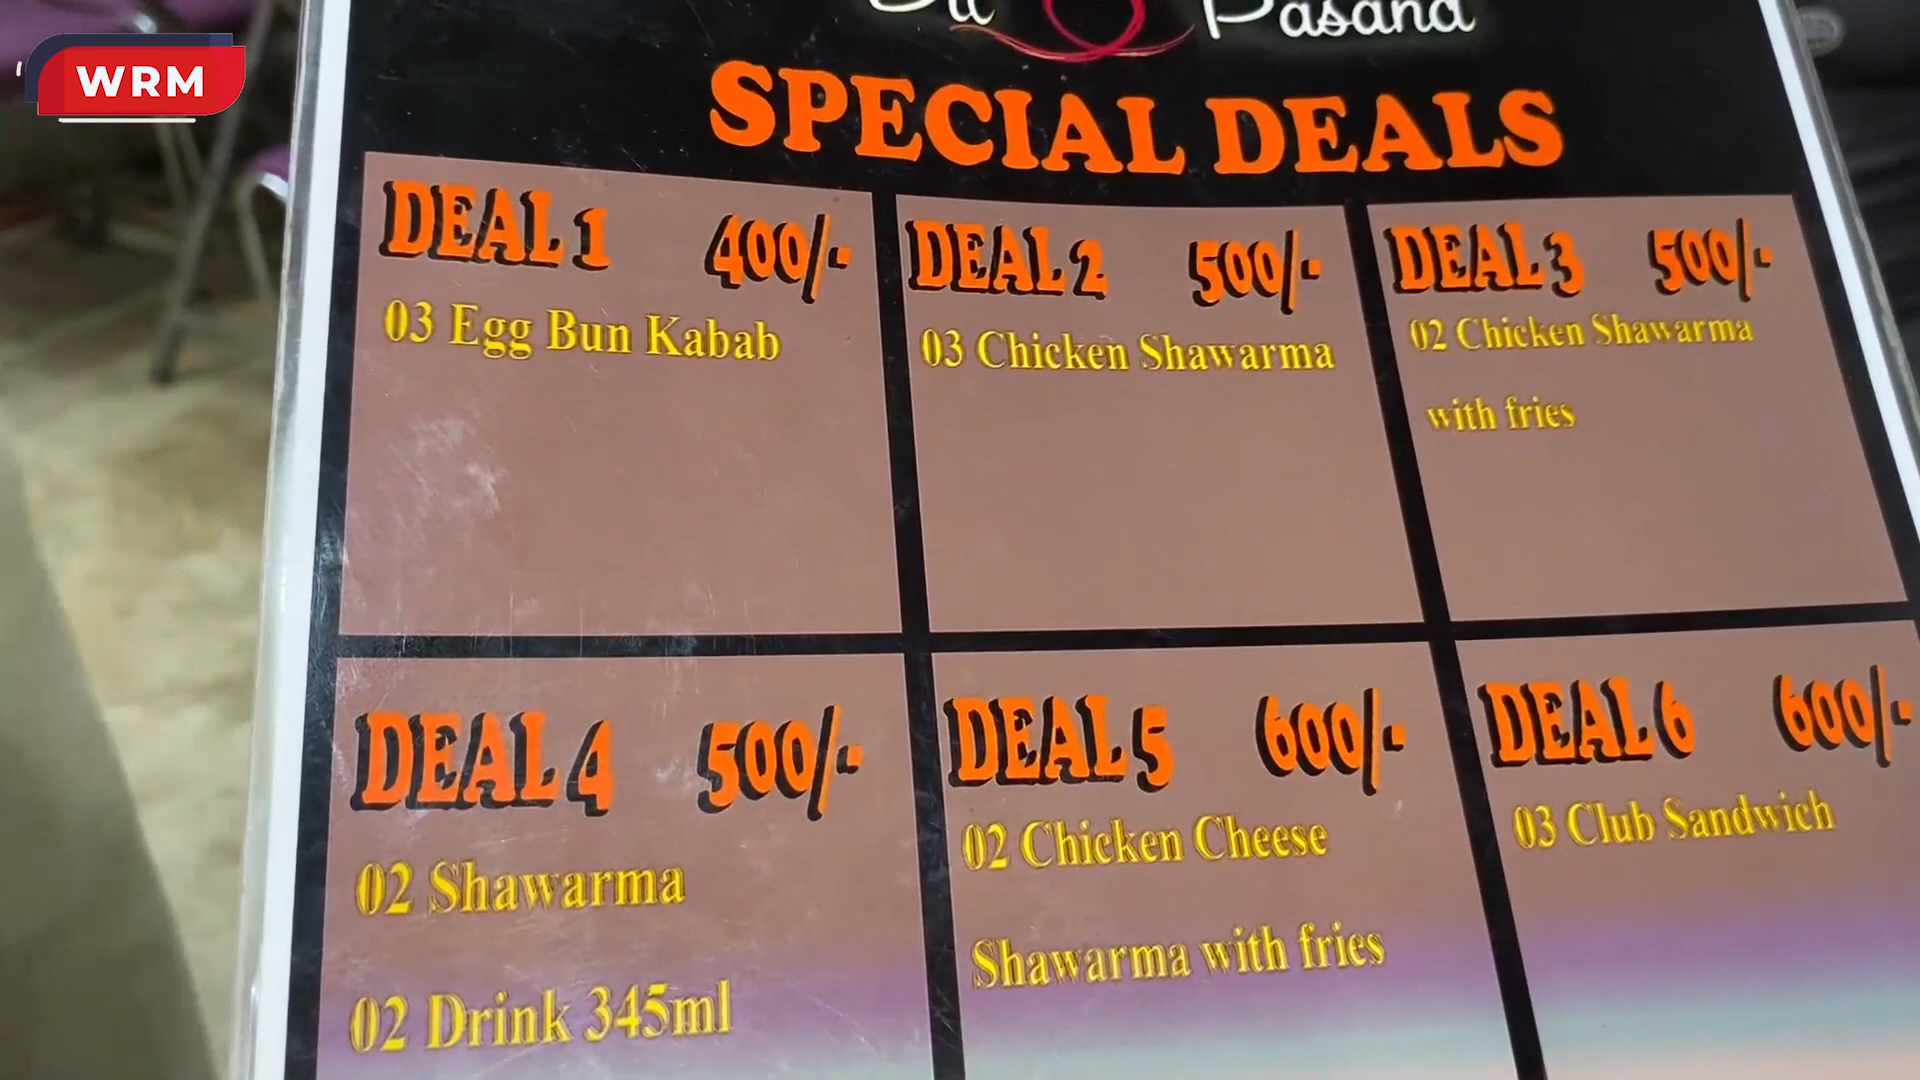 WRM
Dil Pasand
SPECIAL DEALS
DEAL 1 400/-
03 Egg Bun Kabab
DEAL 2 500/-
03 Chicken Shawarma
DEAL 3 500/-
02 Chicken Shawarma
with fries
DEAL 4 500/-
02 Shawarma
02 Drink 345ml
DEAL 5 600/-
02 Chicken Cheese
Shawarma with fries
DEAL 6 600/-
03 Club Sandwich